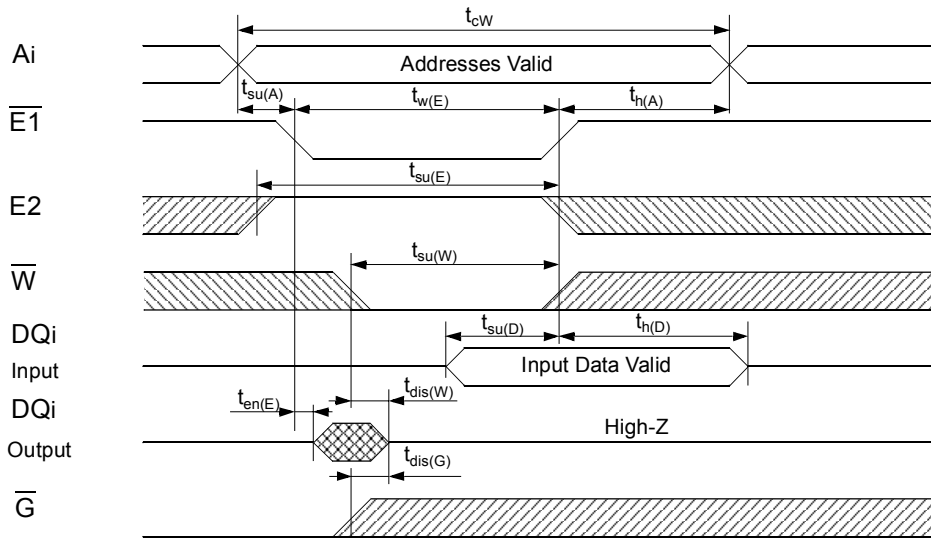 tcW
Ai
Addresses Valid
tsu(A)
tw(E)
th(A)
E1
tsu(E)
E2
tsu(W)
W
DQi
tsu(D)
th(D)
Input
Input Data Valid
DQi
ten(E)
tdis(W)
High-Z
Output
tdis(G)
G